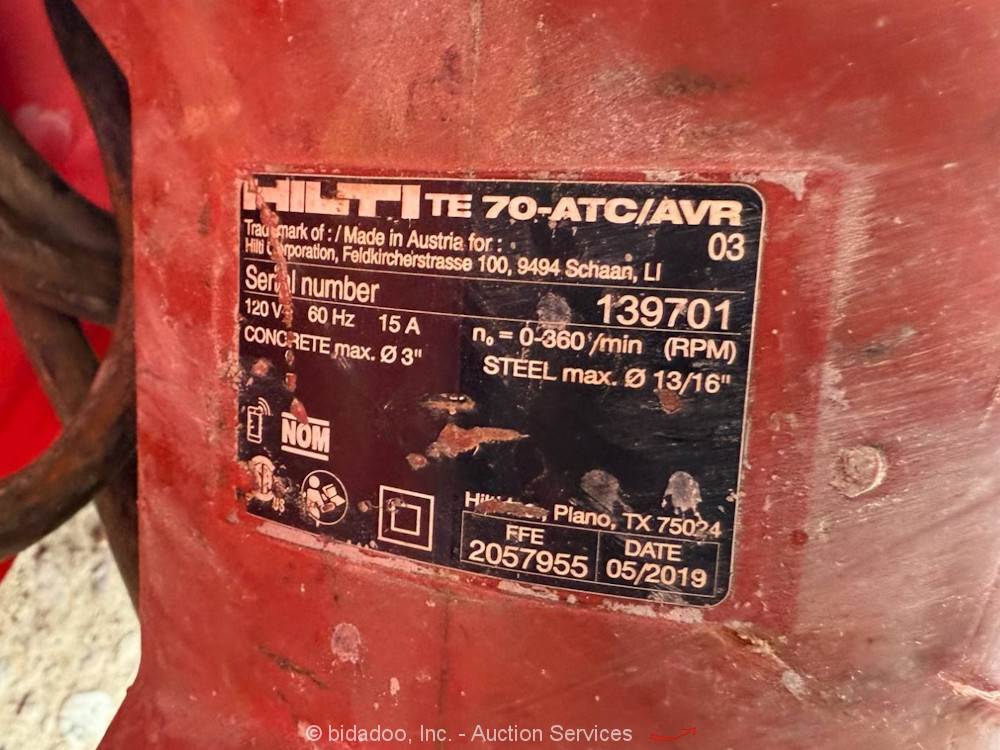 HILTI TE 70-ATC/AVR
03
Trademark of : / Made in Austria for :
Hilti Corporation, Feldkircherstrasse 100, 9494 Schaan, LI
Serial number 139701
120 V~ 60 Hz 15 A n₀ = 0-360 /min (RPM)
CONCRETE max. Ø 3" STEEL max. Ø 13/16"
NOM
US
Plano, TX 75024
FFE DATE
2057955 05/2019
© bidadoo, Inc. - Auction Services